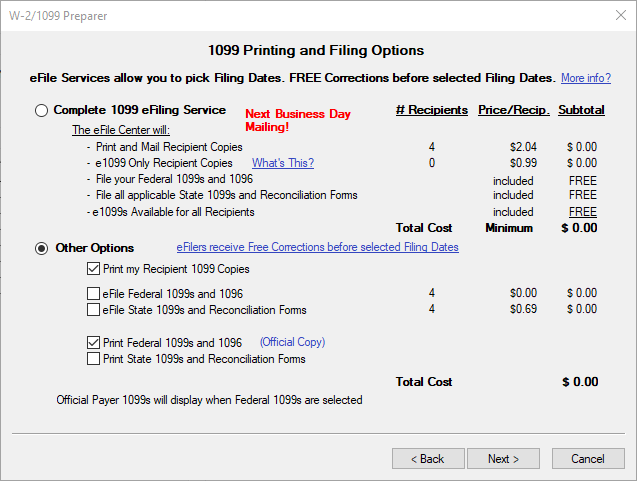 W-2/1099 Preparer
1099 Printing and Filing Options
eFile Services allow you to pick Filing Dates. FREE Corrections before selected Filing Dates. More info?
Complete 1099 eFiling Service
Next Business Day
Mailing!
# Recipients Price/Recip. Subtotal
The eFile Center will:
- Print and Mail Recipient Copies 4 $2.04 $ 0.00
- e1099 Only Recipient Copies What's This? 0 $0.99 $ 0.00
- File your Federal 1099s and 1096 included FREE
- File all applicable State 1099s and Reconciliation Forms included FREE
- e1099s Available for all Recipients included FREE
Total Cost Minimum $ 0.00
Other Options eFilers receive Free Corrections before selected Filing Dates
Print my Recipient 1099 Copies
eFile Federal 1099s and 1096 4 $0.00 $ 0.00
eFile State 1099s and Reconciliation Forms 4 $0.69 $ 0.00
Print Federal 1099s and 1096 (Official Copy)
Print State 1099s and Reconciliation Forms
Total Cost $ 0.00
Official Payer 1099s will display when Federal 1099s are selected
< Back Next > Cancel